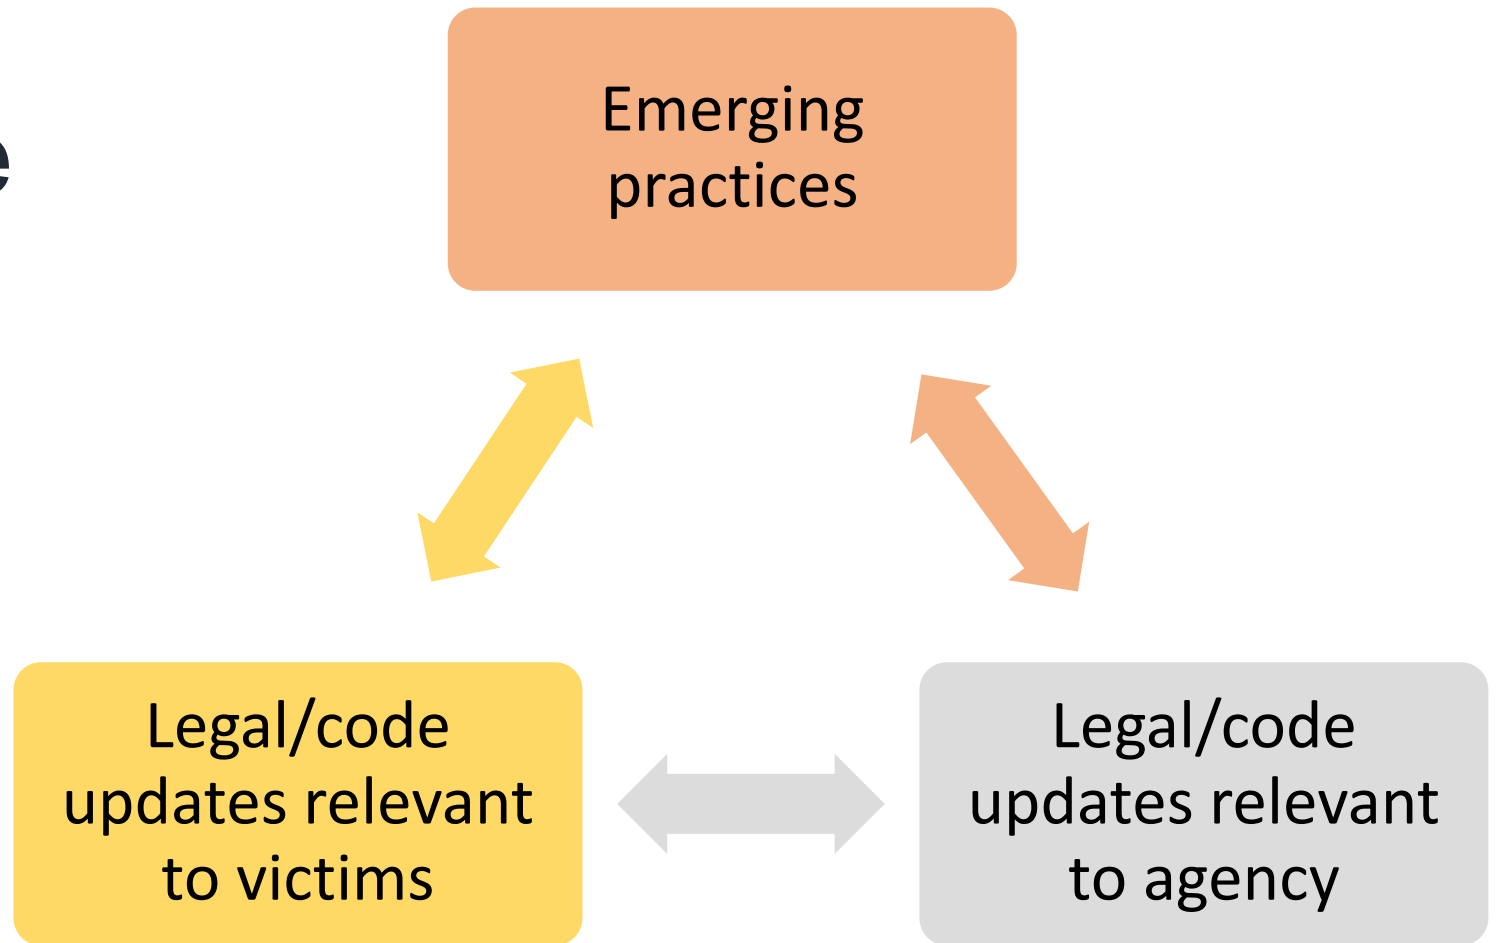 e
Emerging
practices
Legal/code
updates relevant
to victims
Legal/code
updates relevant
to agency